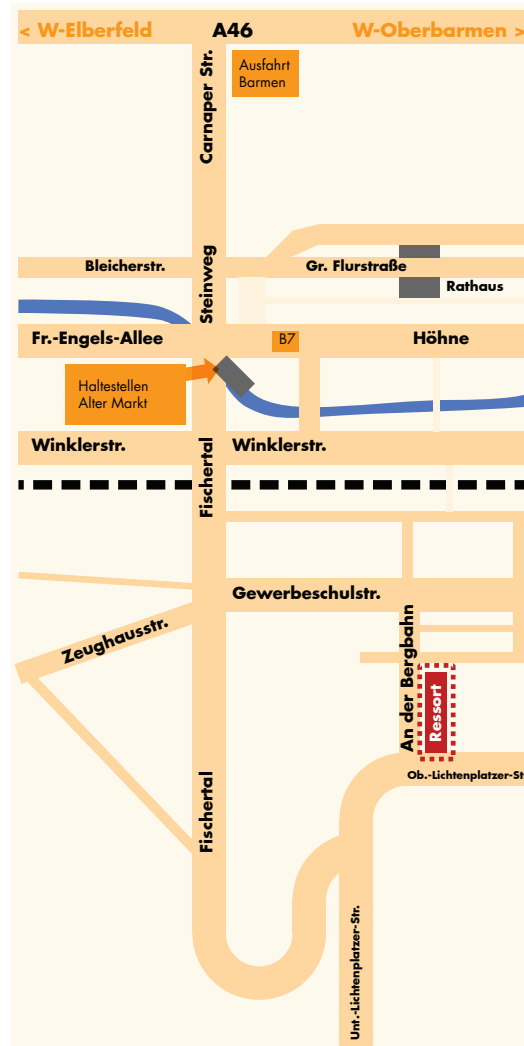 < W-Elberfeld
A46
W-Oberbarmen >
Carnaper Str.
Ausfahrt
Barmen
Steinweg
Bleicherstr.
Gr. Flurstraße
Rathaus
Fr.-Engels-Allee
B7
Höhne
Haltestellen
Alter Markt
Winklerstr.
Fischertal
Winklerstr.
Gewerbeschulstr.
Zeughausstr.
An der Bergbahn
Ressort
Fischertal
Ob.-Lichtenplatzer-St
Unt.-Lichtenplatzer-Str.